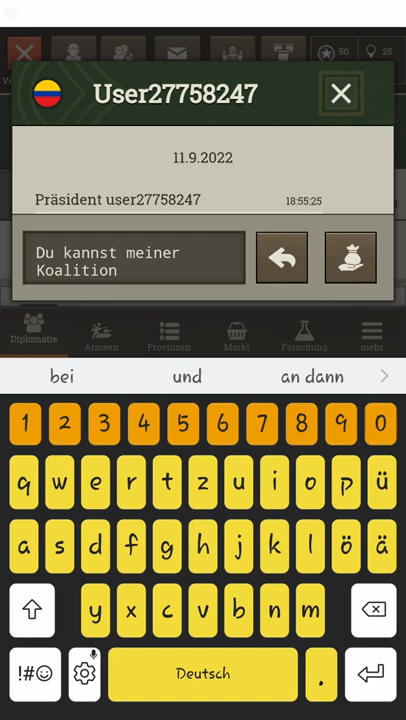 50
25
User27758247
11.9.2022
Präsident user27758247 18:55:25
Du kannst meiner
Koalition
Diplomatie Armeen Provinzen Markt Forschung mehr
bei und an dann
1 2 3 4 5 6 7 8 9 0
q w e r t z u i o p ü
a s d f g h j k l ö ä
y x c v b n m
!#☺ Deutsch .